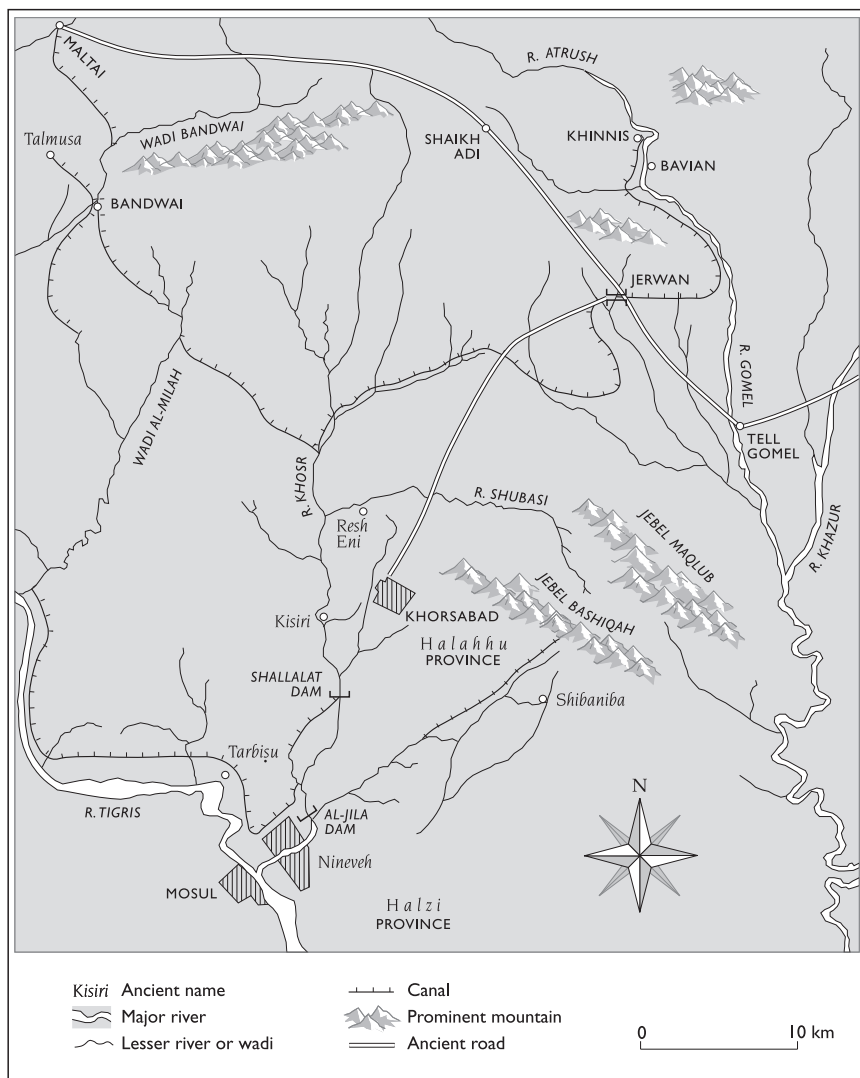 MALTAI
R. ATRUSH
WADI BANDWAI
Talmusa
SHAIKH
ADI
KHINNIS
BAVIAN
BANDWAI
JERWAN
R. GOMEL
WADI AL-MILAH
TELL
GOMEL
R. KHOSR
R. SHUBASI
Resh
Eni
JEBEL MAQLUB
R. KHAZUR
JEBEL BASHIQAH
Kisiri
KHORSABAD
Halahhu
PROVINCE
SHALLALAT
DAM
Shibaniba
Tarbisu
N
R. TIGRIS
AL-JILA
DAM
Nineveh
MOSUL
Halzi
PROVINCE
Kisiri Ancient name
Major river
Lesser river or wadi
Canal
Prominent mountain
Ancient road
0 10 km